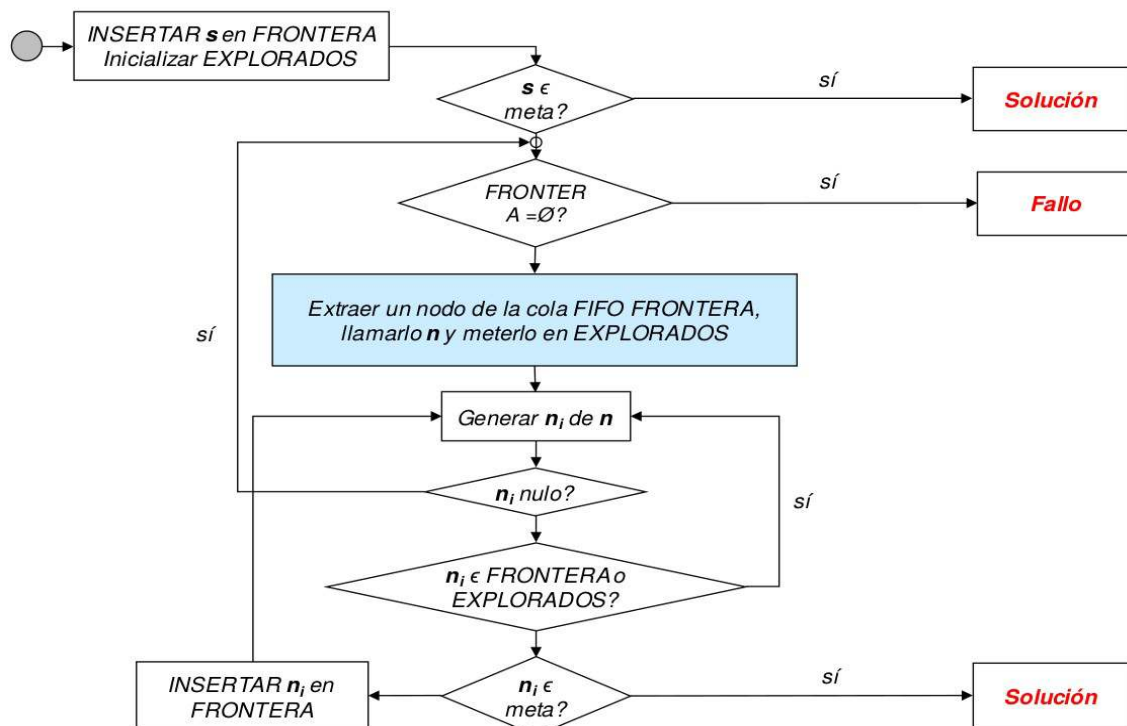 INSERTAR s en FRONTERA
Inicializar EXPLORADOS
s ϵ
meta?
sí
Solución
FRONTER
A =Ø?
sí
Fallo
Extraer un nodo de la cola FIFO FRONTERA,
llamarlo n y meterlo en EXPLORADOS
sí
Generar nᵢ de n
nᵢ nulo?
sí
nᵢ ϵ FRONTERA o
EXPLORADOS?
INSERTAR nᵢ en
FRONTERA
nᵢ ϵ
meta?
sí
Solución